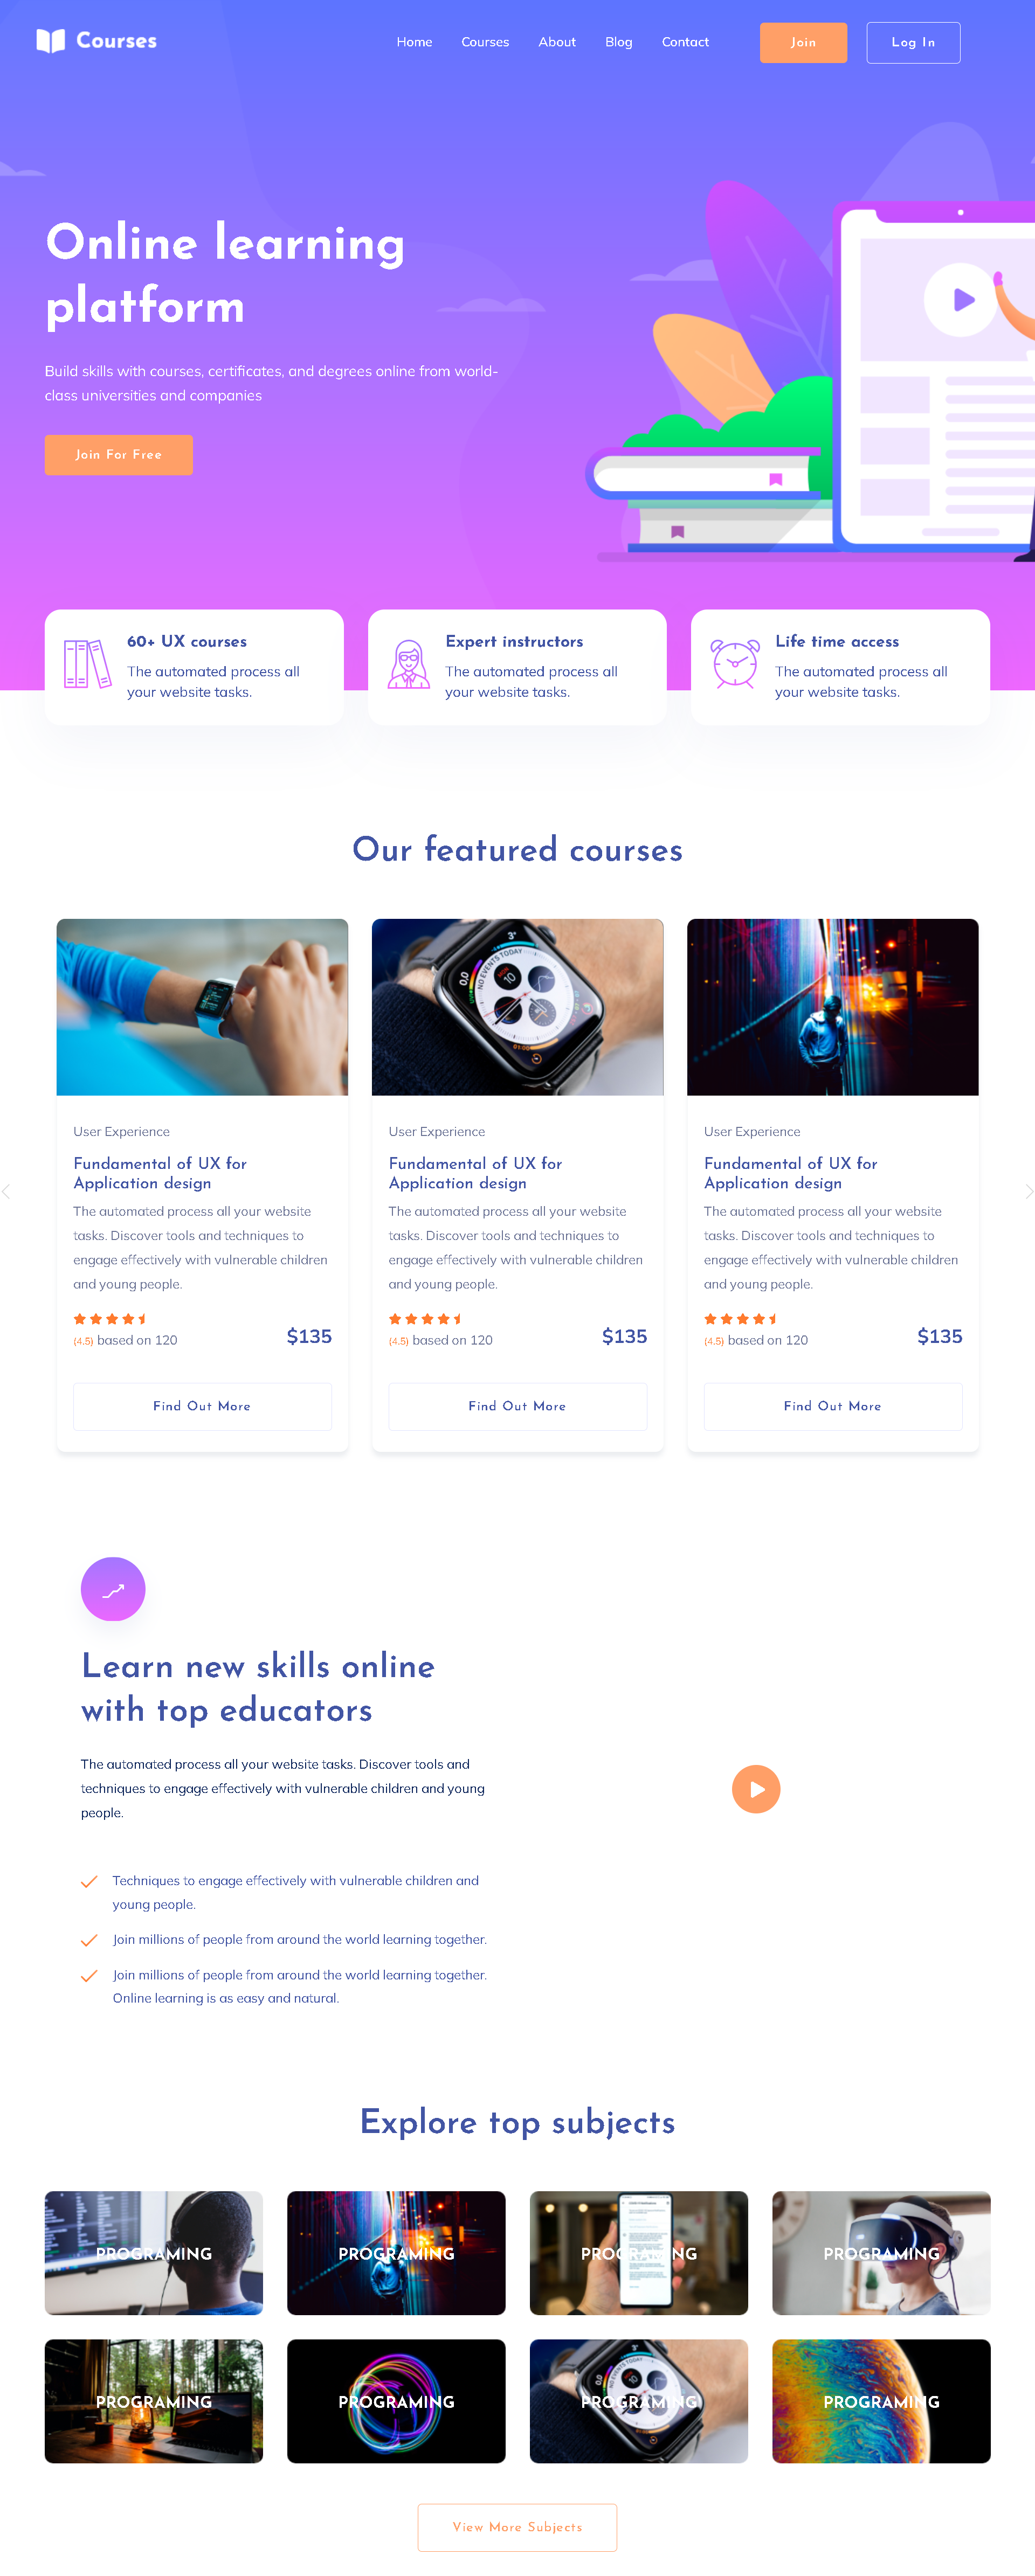 Courses
Home Courses About Blog Contact Join Log In
Online learning
platform
Build skills with courses, certificates, and degrees online from world-
class universities and companies
Join For Free
60+ UX courses
The automated process all
your website tasks.
Expert instructors
The automated process all
your website tasks.
Life time access
The automated process all
your website tasks.
Our featured courses
3°
NO EVENTS TODAY
10
User Experience
Fundamental of UX for
Application design
The automated process all your website
tasks. Discover tools and techniques to
engage effectively with vulnerable children
and young people.
(4.5) based on 120
$135
Find Out More
User Experience
Fundamental of UX for
Application design
The automated process all your website
tasks. Discover tools and techniques to
engage effectively with vulnerable children
and young people.
(4.5) based on 120
$135
Find Out More
User Experience
Fundamental of UX for
Application design
The automated process all your website
tasks. Discover tools and techniques to
engage effectively with vulnerable children
and young people.
(4.5) based on 120
$135
Find Out More
Learn new skills online
with top educators
The automated process all your website tasks. Discover tools and
techniques to engage effectively with vulnerable children and young
people.
Techniques to engage effectively with vulnerable children and
young people.
Join millions of people from around the world learning together.
Join millions of people from around the world learning together.
Online learning is as easy and natural.
Explore top subjects
PROGRAMING
PROGRAMING
PROGRAMING
PROGRAMING
PROGRAMING
PROGRAMING
PROGRAMING
PROGRAMING
View More Subjects